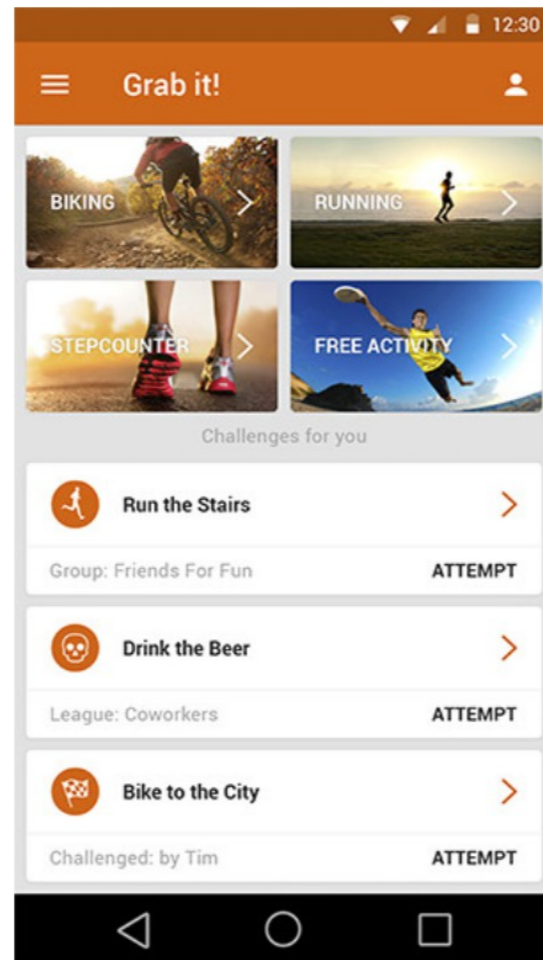 12:30
Grab it!
BIKING
RUNNING
STEPCOUNTER
FREE ACTIVITY
Challenges for you
Run the Stairs
Group: Friends For Fun
ATTEMPT
Drink the Beer
League: Coworkers
ATTEMPT
Bike to the City
Challenged: by Tim
ATTEMPT